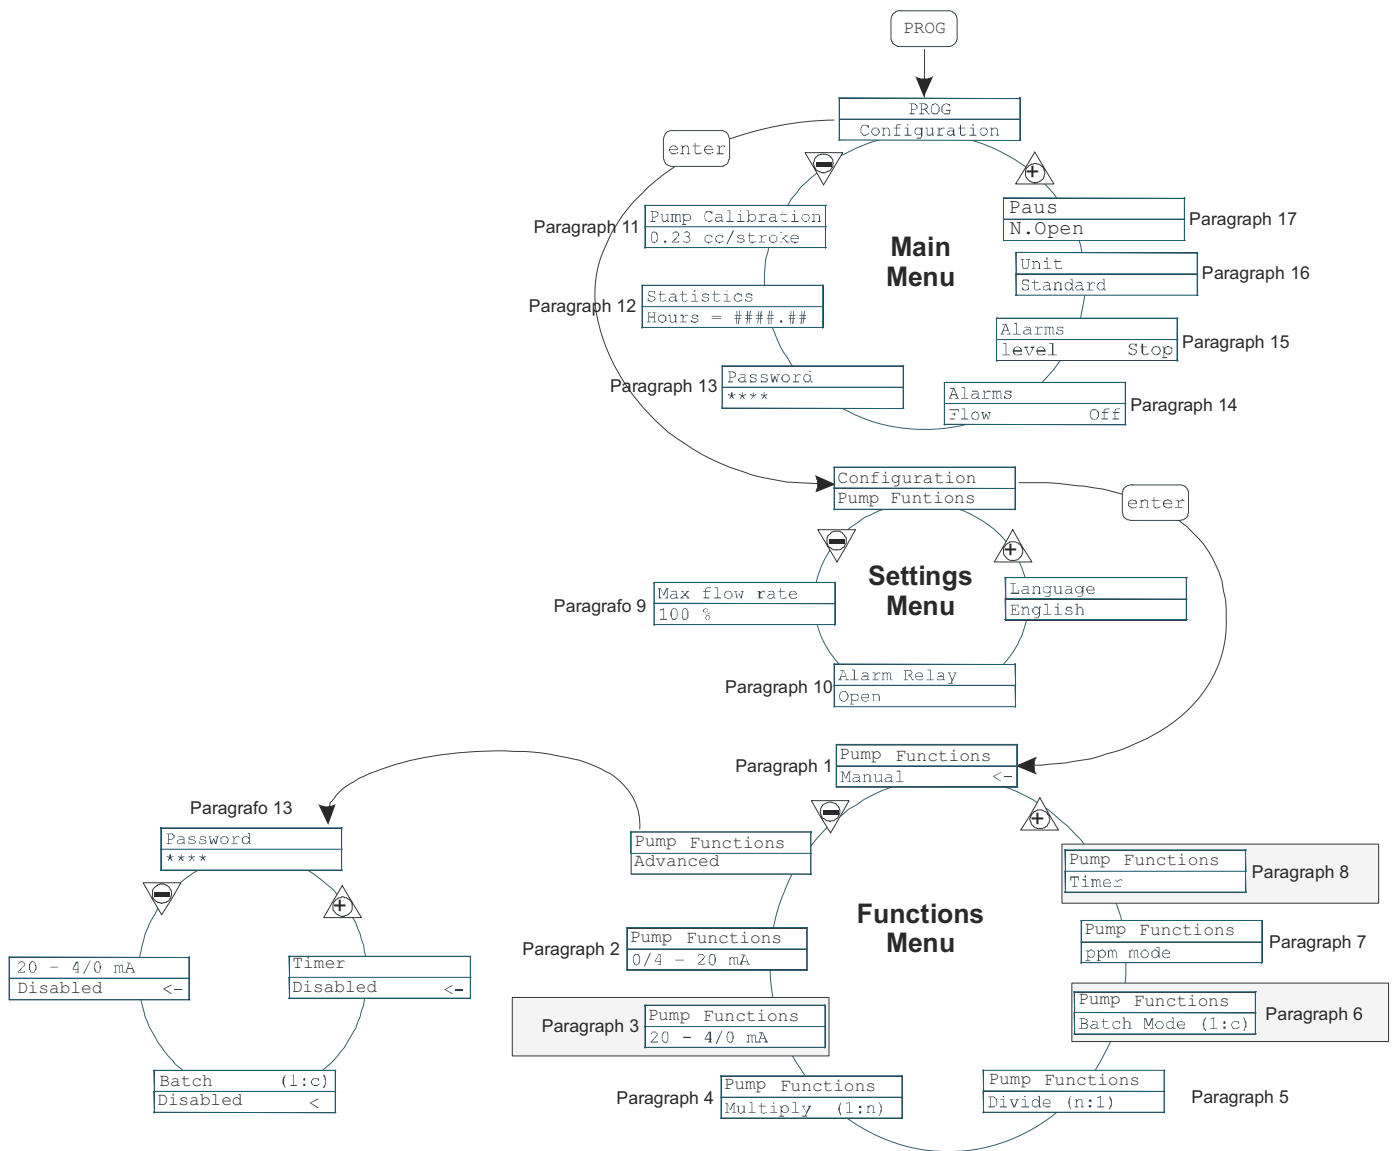 PROG
PROG
Configuration
enter
Paus
N.Open
Paragraph 17
Pump Calibration
0.23 cc/stroke
Paragraph 11
Main
Menu
Unit
Standard
Paragraph 16
Statistics
Hours = ####.##
Paragraph 12
Alarms
level Stop
Paragraph 15
Password
****
Paragraph 13
Alarms
Flow Off
Paragraph 14
Configuration
Pump Funtions
enter
Settings
Menu
Max flow rate
100 %
Paragrafo 9
Language
English
Alarm Relay
Open
Paragraph 10
Pump Functions
Manual <-
Paragraph 1
Paragrafo 13
Password
****
Pump Functions
Advanced
Pump Functions
Timer
Paragraph 8
Functions
Menu
Paragraph 2
Pump Functions
0/4 - 20 mA
Pump Functions
ppm mode
Paragraph 7
20 - 4/0 mA
Disabled <-
Timer
Disabled <-
Paragraph 3
Pump Functions
20 - 4/0 mA
Pump Functions
Batch Mode (1:c)
Paragraph 6
Batch (1:c)
Disabled <
Paragraph 4
Pump Functions
Multiply (1:n)
Pump Functions
Divide (n:1)
Paragraph 5